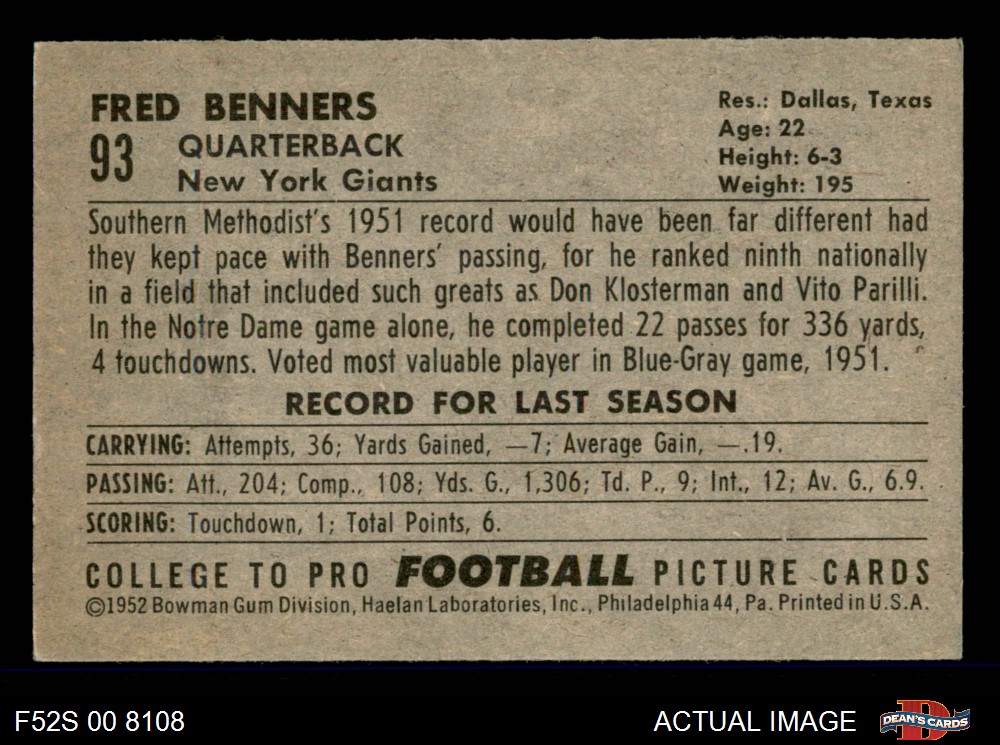 FRED BENNERS
93 QUARTERBACK
New York Giants
Res.: Dallas, Texas
Age: 22
Height: 6-3
Weight: 195
Southern Methodist's 1951 record would have been far different had
they kept pace with Benners' passing, for he ranked ninth nationally
in a field that included such greats as Don Klosterman and Vito Parilli.
In the Notre Dame game alone, he completed 22 passes for 336 yards,
4 touchdowns. Voted most valuable player in Blue-Gray game, 1951.
RECORD FOR LAST SEASON
CARRYING: Attempts, 36; Yards Gained, —7; Average Gain, —.19.
PASSING: Att., 204; Comp., 108; Yds. G., 1,306; Td. P., 9; Int., 12; Av. G., 6.9.
SCORING: Touchdown, 1; Total Points, 6.
COLLEGE TO PRO FOOTBALL PICTURE CARDS
©1952 Bowman Gum Division, Haelan Laboratories, Inc., Philadelphia 44, Pa. Printed in U.S.A.
F52S 00 8108
ACTUAL IMAGE
D
DEAN'S CARDS